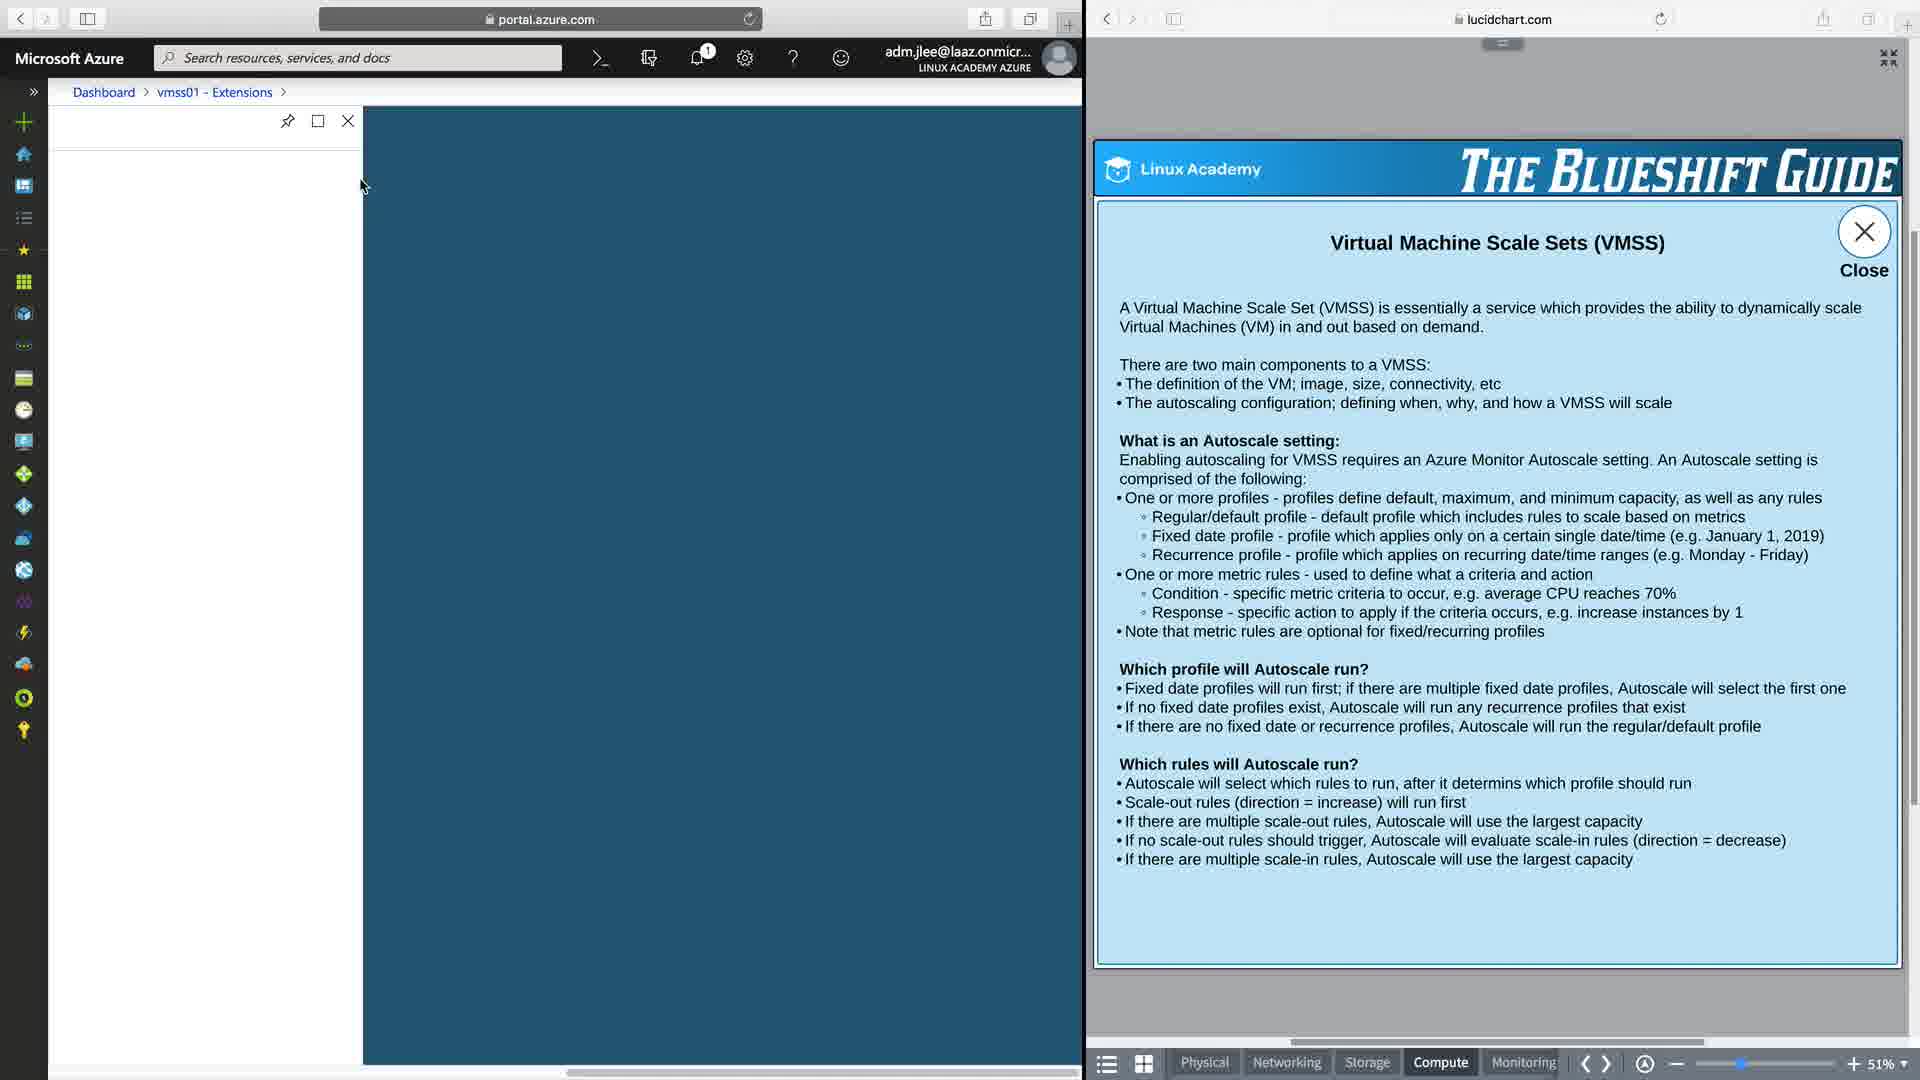 portal.azure.com
Microsoft Azure
Search resources, services, and docs
1
adm.jlee@laaz.onmicr...
LINUX ACADEMY AZURE
Dashboard > vmss01 - Extensions >
lucidchart.com
Linux Academy
THE BLUESHIFT GUIDE
Virtual Machine Scale Sets (VMSS)
Close
A Virtual Machine Scale Set (VMSS) is essentially a service which provides the ability to dynamically scale
Virtual Machines (VM) in and out based on demand.
There are two main components to a VMSS:
• The definition of the VM; image, size, connectivity, etc
• The autoscaling configuration; defining when, why, and how a VMSS will scale
What is an Autoscale setting:
Enabling autoscaling for VMSS requires an Azure Monitor Autoscale setting. An Autoscale setting is
comprised of the following:
• One or more profiles - profiles define default, maximum, and minimum capacity, as well as any rules
◦ Regular/default profile - default profile which includes rules to scale based on metrics
◦ Fixed date profile - profile which applies only on a certain single date/time (e.g. January 1, 2019)
◦ Recurrence profile - profile which applies on recurring date/time ranges (e.g. Monday - Friday)
• One or more metric rules - used to define what a criteria and action
◦ Condition - specific metric criteria to occur, e.g. average CPU reaches 70%
◦ Response - specific action to apply if the criteria occurs, e.g. increase instances by 1
• Note that metric rules are optional for fixed/recurring profiles
Which profile will Autoscale run?
• Fixed date profiles will run first; if there are multiple fixed date profiles, Autoscale will select the first one
• If no fixed date profiles exist, Autoscale will run any recurrence profiles that exist
• If there are no fixed date or recurrence profiles, Autoscale will run the regular/default profile
Which rules will Autoscale run?
• Autoscale will select which rules to run, after it determins which profile should run
• Scale-out rules (direction = increase) will run first
• If there are multiple scale-out rules, Autoscale will use the largest capacity
• If no scale-out rules should trigger, Autoscale will evaluate scale-in rules (direction = decrease)
• If there are multiple scale-in rules, Autoscale will use the largest capacity
Physical Networking Storage Compute Monitoring
51%